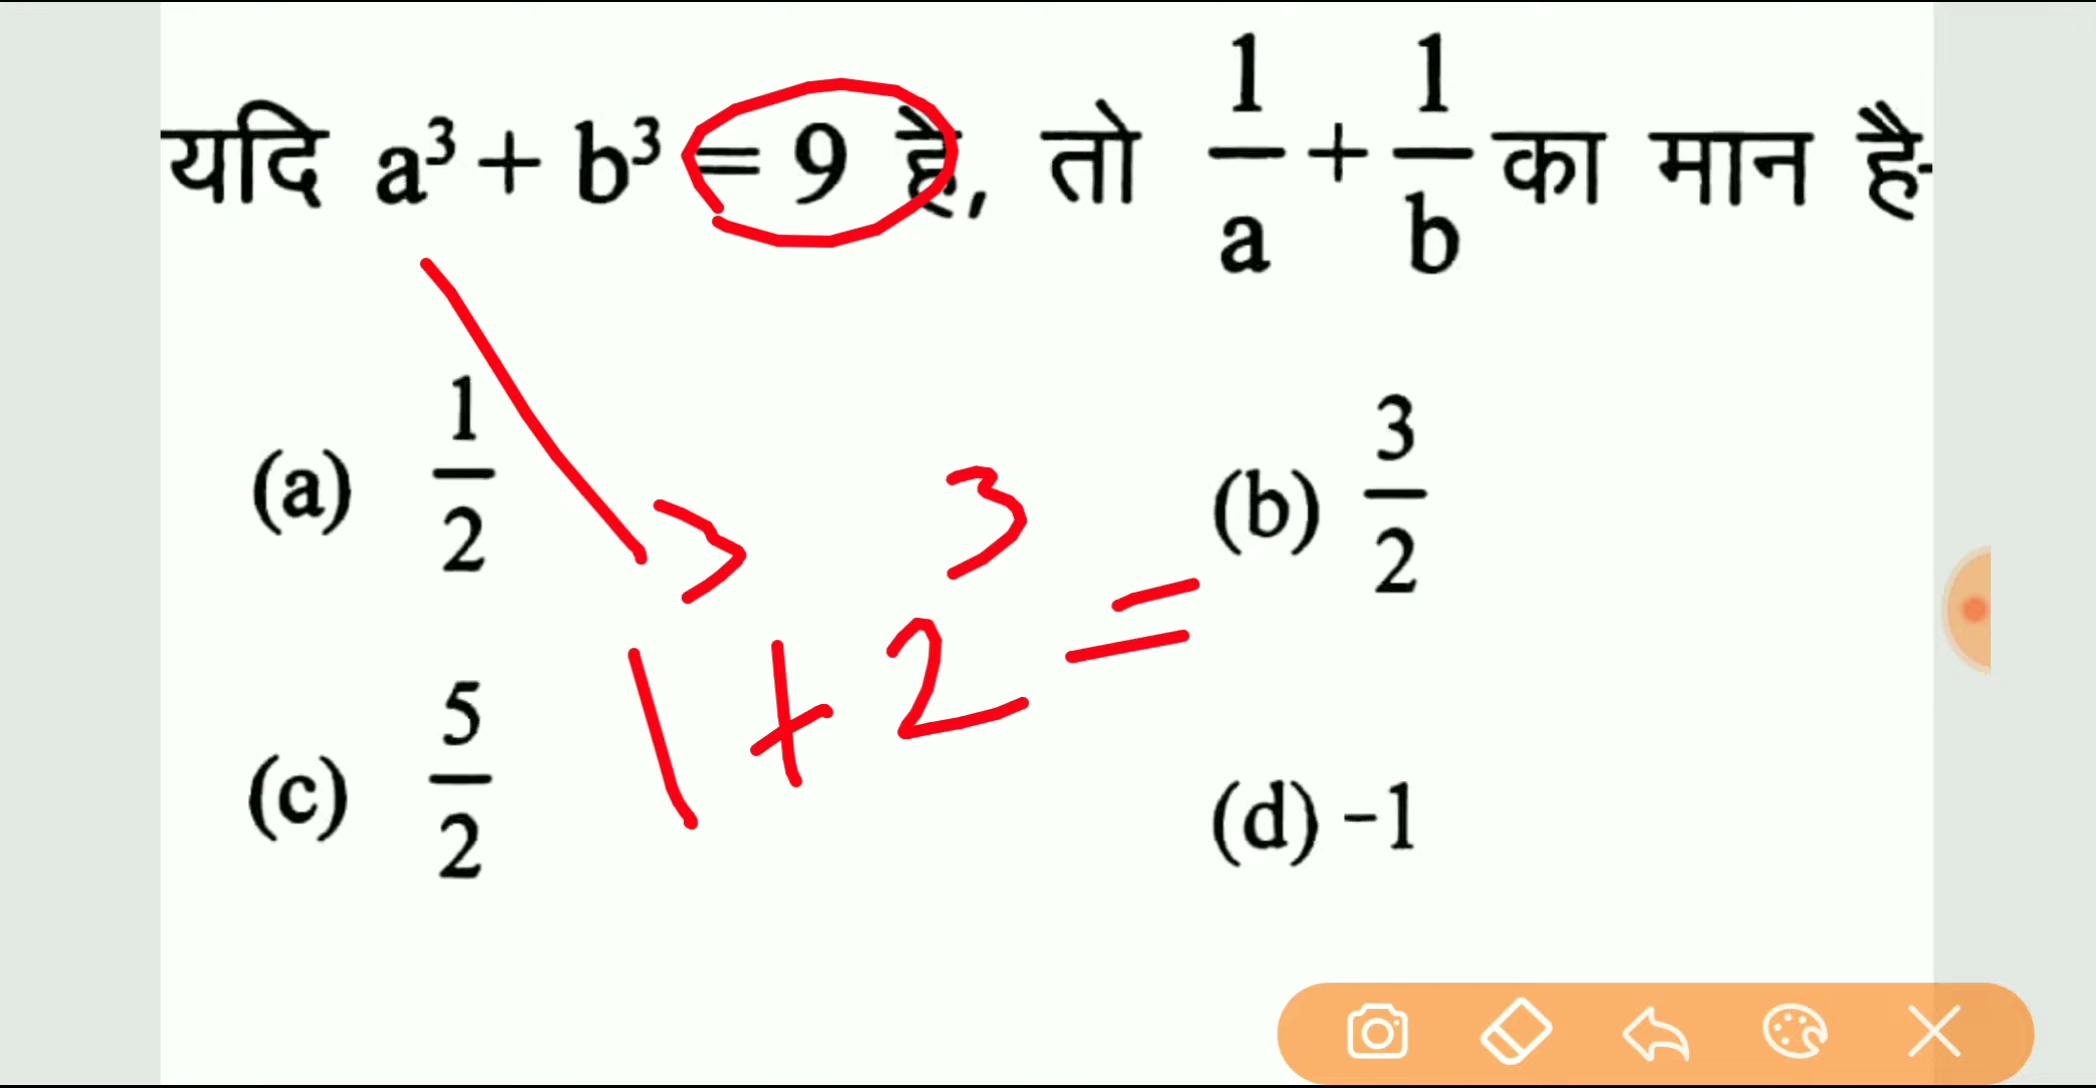 यदि a³ + b³ = 9 है, तो 1/a + 1/b का मान है-
(a) 1/2
(b) 3/2
3
1 + 2 =
(c) 5/2
(d) -1